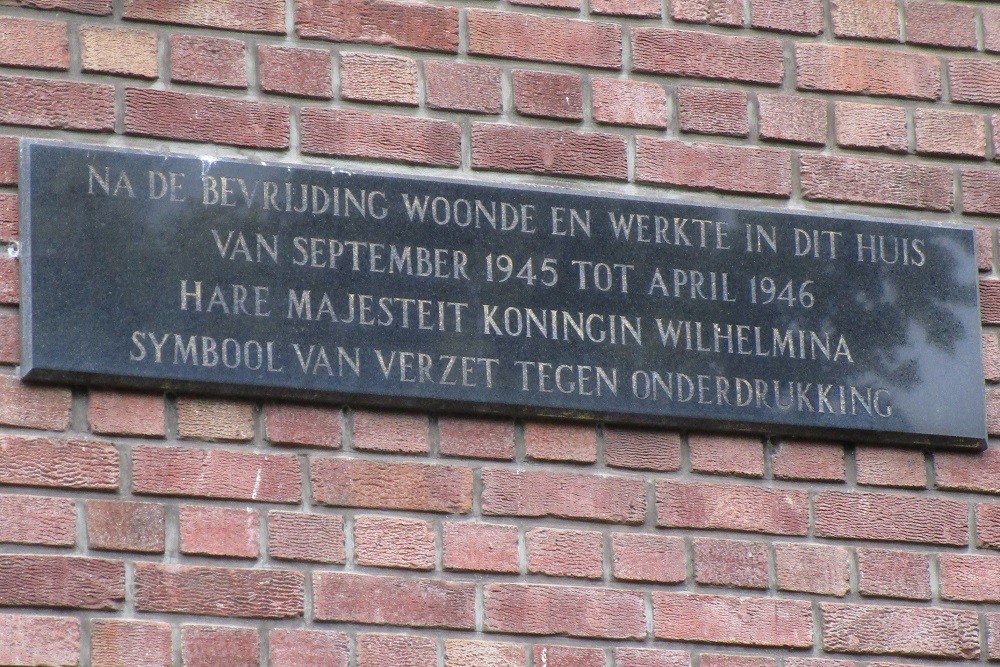 NA DE BEVRIJDING WOONDE EN WERKTE IN DIT HUIS
VAN SEPTEMBER 1945 TOT APRIL 1946
HARE MAJESTEIT KONINGIN WILHELMINA
SYMBOOL VAN VERZET TEGEN ONDERDRUKKING